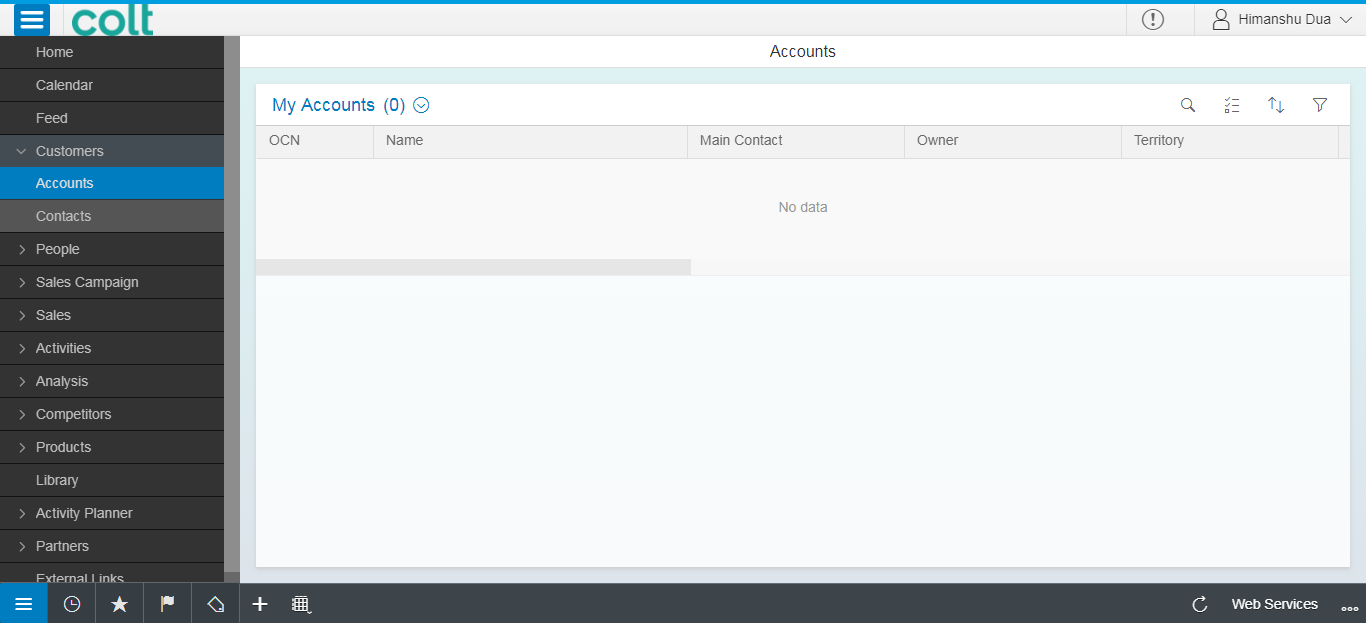 colt
Himanshu Dua
Home
Calendar
Feed
Customers
Accounts
Contacts
People
Sales Campaign
Sales
Activities
Analysis
Competitors
Products
Library
Activity Planner
Partners
External Links
Accounts
My Accounts (0)
OCN Name Main Contact Owner Territory
No data
Web Services